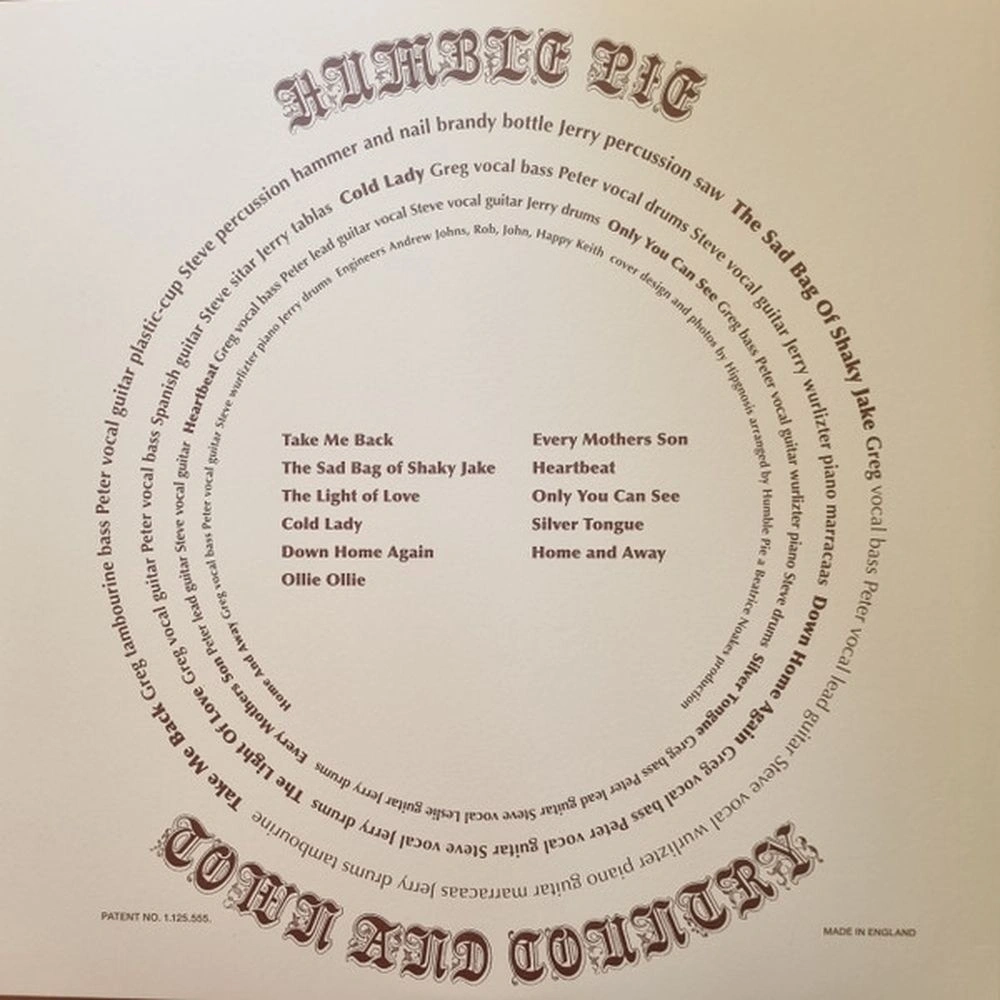 HUMBLE PIE
Take Me Back Greg tambourine bass Peter vocal guitar plastic-cup Steve percussion hammer and nail brandy bottle Jerry percussion saw The Sad Bag Of Shaky Jake Greg vocal bass Peter vocal lead guitar Steve vocal wurlizter piano guitar marracaas Jerry drums tambourine
The Light Of Love Greg vocal guitar Peter vocal bass Spanish guitar Steve sitar Jerry tablas Cold Lady Greg vocal bass Peter vocal drums Steve vocal guitar Jerry wurlizter piano marracaas Down Home Again Greg vocal bass Peter vocal guitar Steve vocal Jerry drums
Every Mothers Son Peter lead guitar Steve vocal guitar Heartbeat Greg vocal bass Peter lead guitar vocal Steve vocal guitar Jerry drums Only You Can See Greg bass Peter vocal guitar wurlizter piano Steve drums Silver Tongue Greg bass Peter lead guitar Steve vocal Leslie guitar Jerry drums
Home And Away Greg vocal bass Peter vocal guitar Steve wurlizter piano Jerry drums Engineers Andrew Johns, Rob, John, Happy Keith cover design and photos by Hipgnosis arranged by Humble Pie a Beatrice Noakes production
Take Me Back
The Sad Bag of Shaky Jake
The Light of Love
Cold Lady
Down Home Again
Ollie Ollie
Every Mothers Son
Heartbeat
Only You Can See
Silver Tongue
Home and Away
TOWN AND COUNTRY
PATENT NO. 1.125.555.
MADE IN ENGLAND